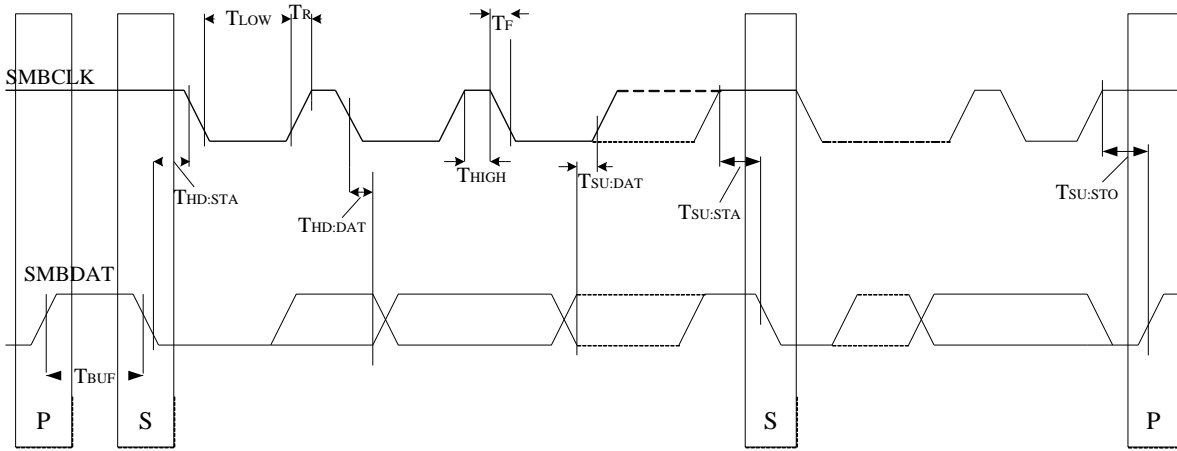 TLOW TR TF
SMBCLK
THD:STA THD:DAT THIGH TSU:DAT TSU:STA TSU:STO
SMBDAT
TBUF
P S S P